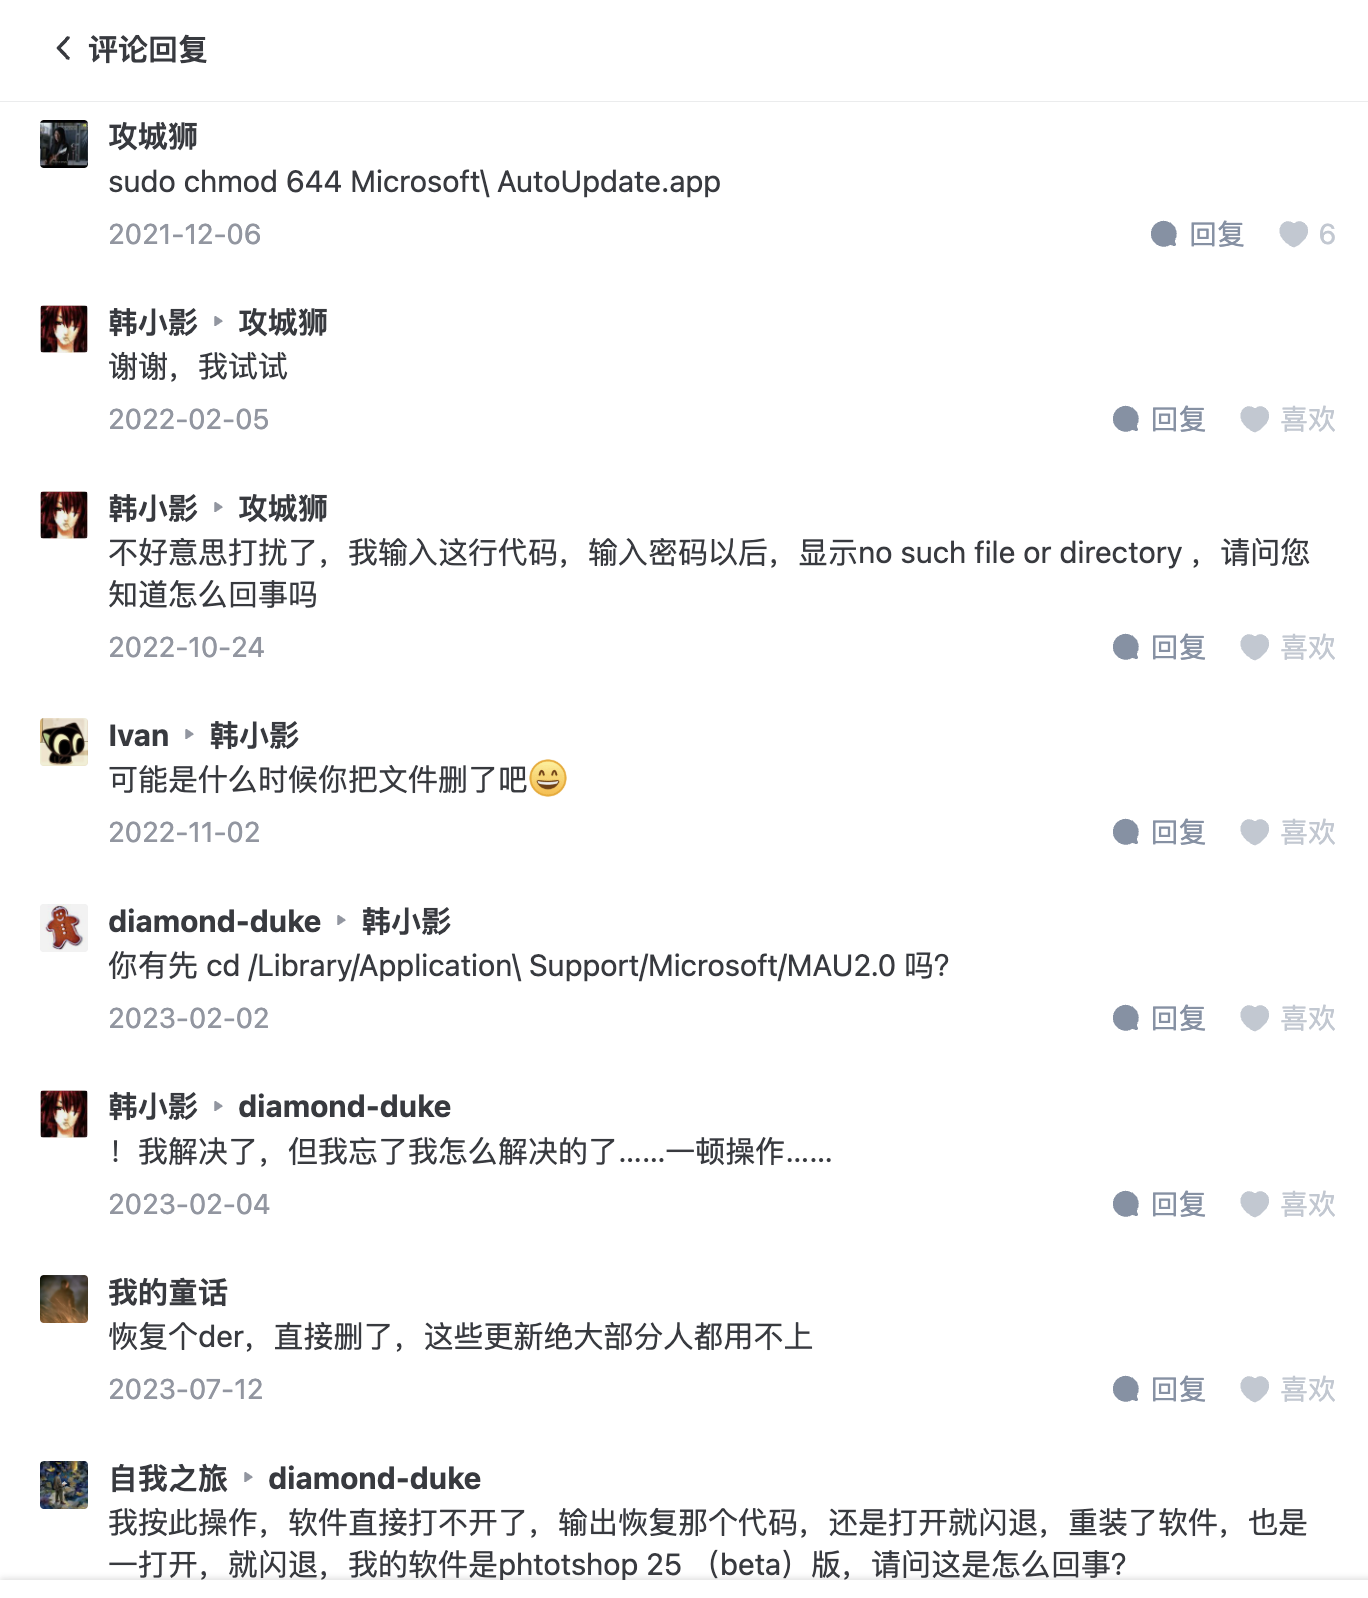 评论回复
攻城狮
sudo chmod 644 Microsoft\ AutoUpdate.app
2021-12-06
回复 6
韩小影 ▸ 攻城狮
谢谢，我试试
2022-02-05
回复 喜欢
韩小影 ▸ 攻城狮
不好意思打扰了，我输入这行代码，输入密码以后，显示no such file or directory ，请问您
知道怎么回事吗
2022-10-24
回复 喜欢
Ivan ▸ 韩小影
可能是什么时候你把文件删了吧😄
2022-11-02
回复 喜欢
diamond-duke ▸ 韩小影
你有先 cd /Library/Application\ Support/Microsoft/MAU2.0 吗?
2023-02-02
回复 喜欢
韩小影 ▸ diamond-duke
！我解决了，但我忘了我怎么解决的了……一顿操作……
2023-02-04
回复 喜欢
我的童话
恢复个der，直接删了，这些更新绝大部分人都用不上
2023-07-12
回复 喜欢
自我之旅 ▸ diamond-duke
我按此操作，软件直接打不开了，输出恢复那个代码，还是打开就闪退，重装了软件，也是
一打开，就闪退，我的软件是phtotshop 25 （beta）版，请问这是怎么回事?